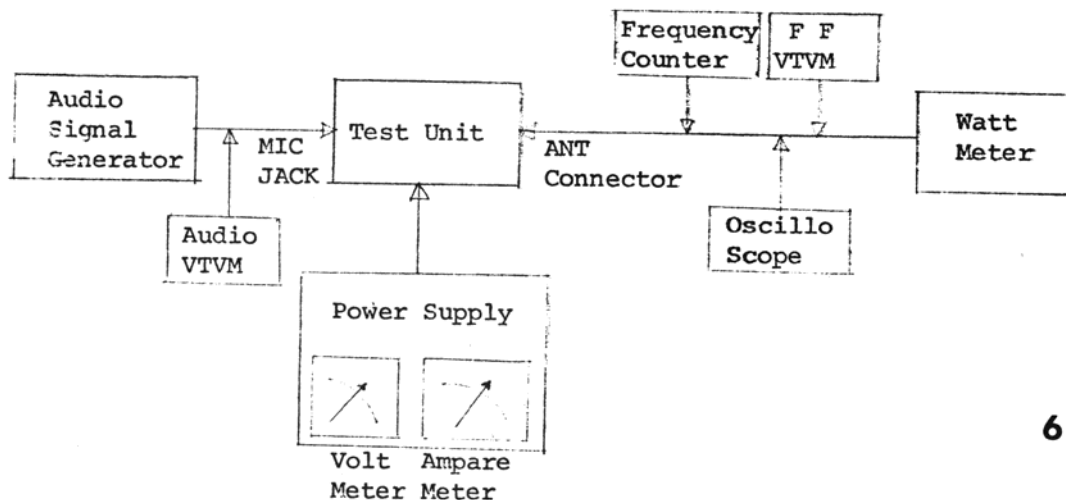 Frequency
Counter
F F
VTVM
Audio
Signal
Generator
Test Unit
Watt
Meter
MIC
JACK
ANT
Connector
Audio
VTVM
Oscillo
Scope
Power Supply
Volt
Meter
Ampare
Meter
6